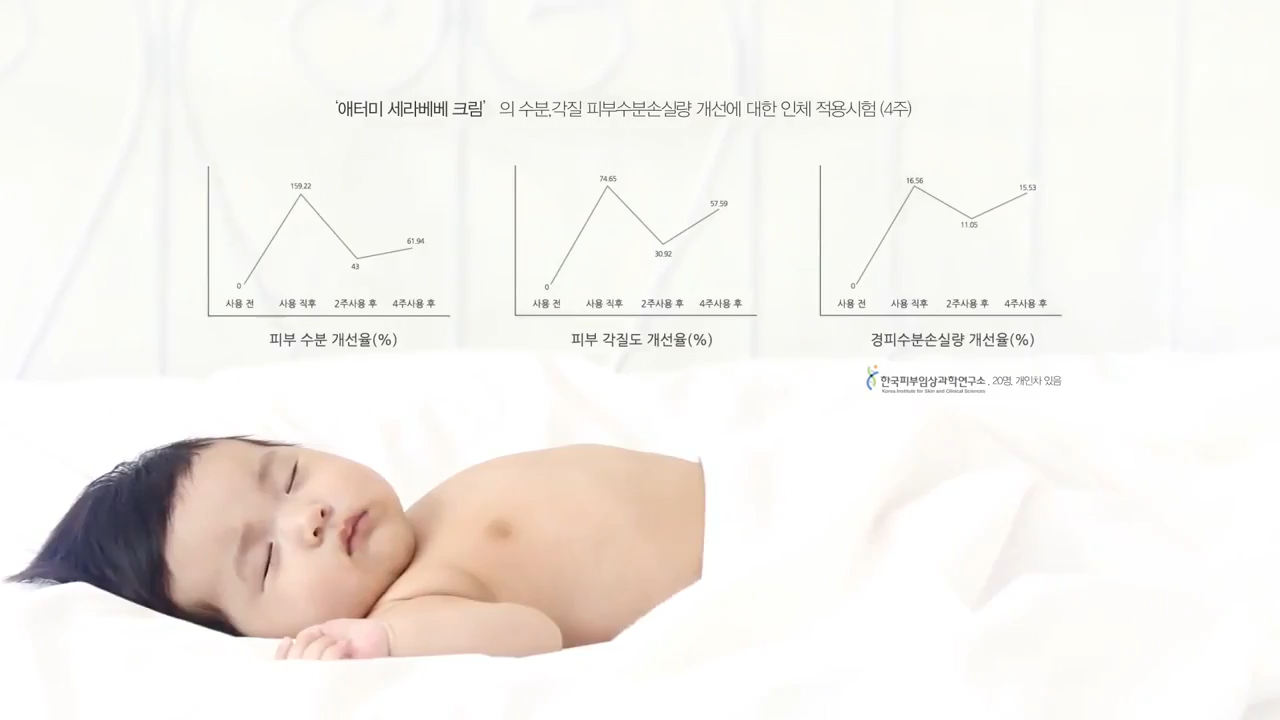 '애터미 세라베베 크림' 의 수분,각질 피부수분손실량 개선에 대한 인체 적용시험 (4주)
159.22
61.94
43
0
사용 전 사용 직후 2주사용 후 4주사용 후
피부 수분 개선율(%)
74.65
57.59
30.92
0
사용 전 사용 직후 2주사용 후 4주사용 후
피부 각질도 개선율(%)
16.56
15.53
11.05
0
사용 전 사용 직후 2주사용 후 4주사용 후
경피수분손실량 개선율(%)
한국피부임상과학연구소 , 20명, 개인차 있음
Korea Institute for Skin and Clinical Sciences